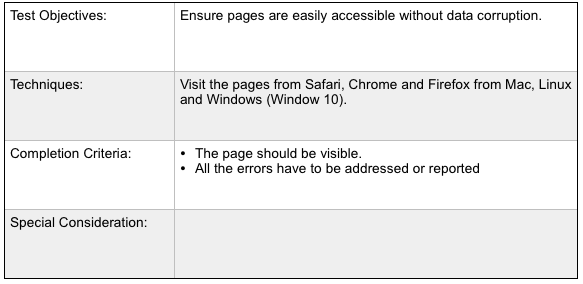 Test Objectives:
Ensure pages are easily accessible without data corruption.
Techniques:
Visit the pages from Safari, Chrome and Firefox from Mac, Linux
and Windows (Window 10).
Completion Criteria:
• The page should be visible.
• All the errors have to be addressed or reported
Special Consideration: